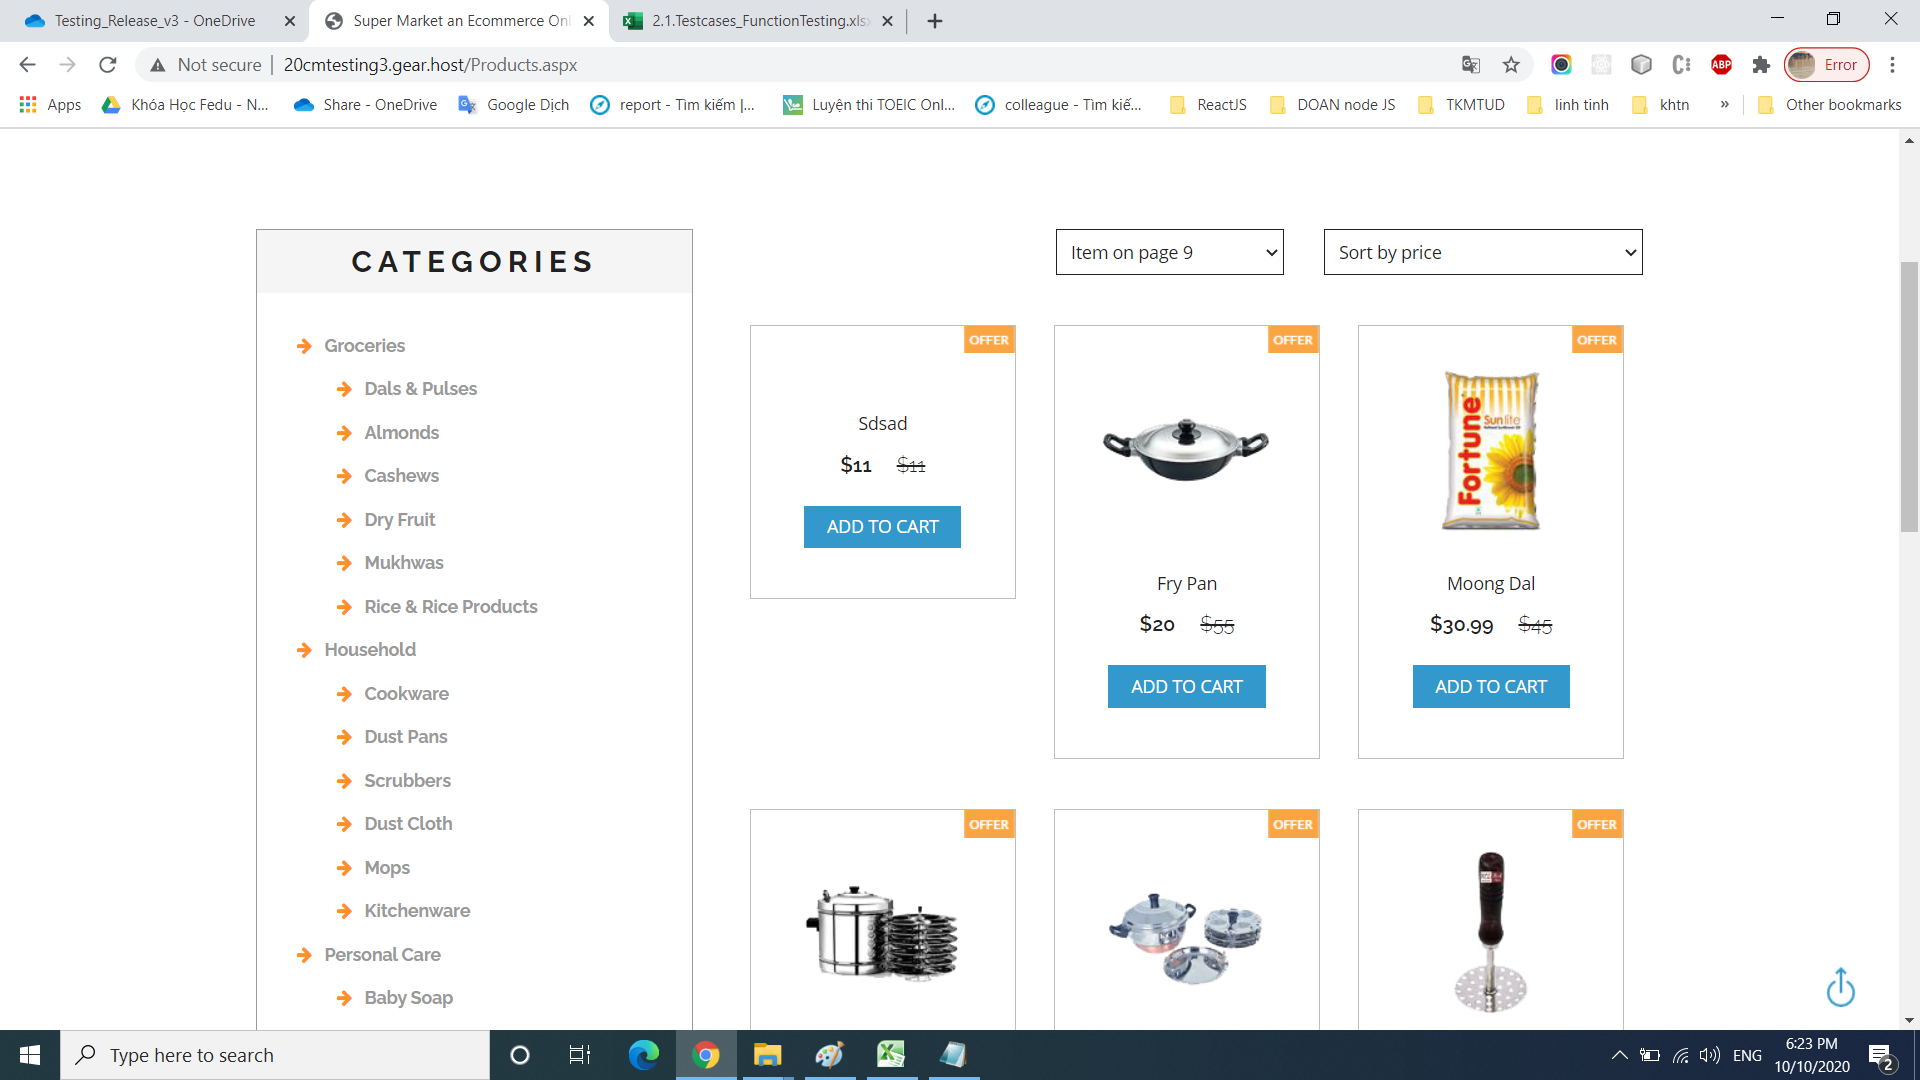 Testing_Release_v3 - OneDrive
Super Market an Ecommerce Onl
2.1.Testcases_FunctionTesting.xlsx
Not secure
20cmtesting3.gear.host/Products.aspx
ABP
Error
Apps
Khóa Học Fedu - N...
Share - OneDrive
Google Dịch
report - Tìm kiếm |...
Luyện thi TOEIC Onl...
colleague - Tìm kiế...
ReactJS
DOAN node JS
TKMTUD
linh tinh
khtn
»
Other bookmarks
CATEGORIES
Groceries
Dals & Pulses
Almonds
Cashews
Dry Fruit
Mukhwas
Rice & Rice Products
Household
Cookware
Dust Pans
Scrubbers
Dust Cloth
Mops
Kitchenware
Personal Care
Baby Soap
Item on page 9
Sort by price
OFFER
Sdsad
$11 $11
ADD TO CART
OFFER
Fry Pan
$20 $55
ADD TO CART
OFFER
Fortune
Sunlite
Moong Dal
$30.99 $45
ADD TO CART
OFFER
OFFER
OFFER
Type here to search
ENG
6:23 PM
10/10/2020
2